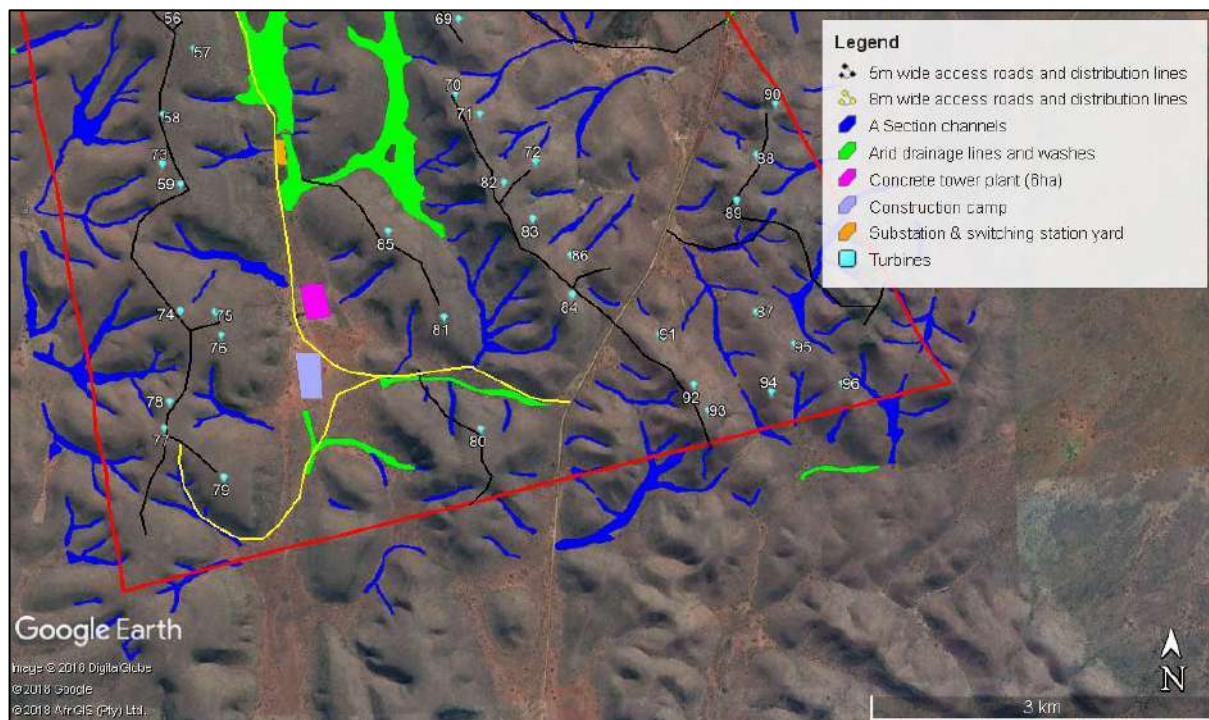 56
57
58
73
59
74
75
76
78
77
79
69
70
71
72
82
83
85
86
84
81
80
90
88
89
87
91
95
94
96
92
93
Legend
5m wide access roads and distribution lines
8m wide access roads and distribution lines
A Section channels
Arid drainage lines and washes
Concrete tower plant (6ha)
Construction camp
Substation & switching station yard
Turbines
Google Earth
Image © 2018 DigitalGlobe
© 2018 Google
© 2018 AfriGIS (Pty) Ltd.
N
3 km